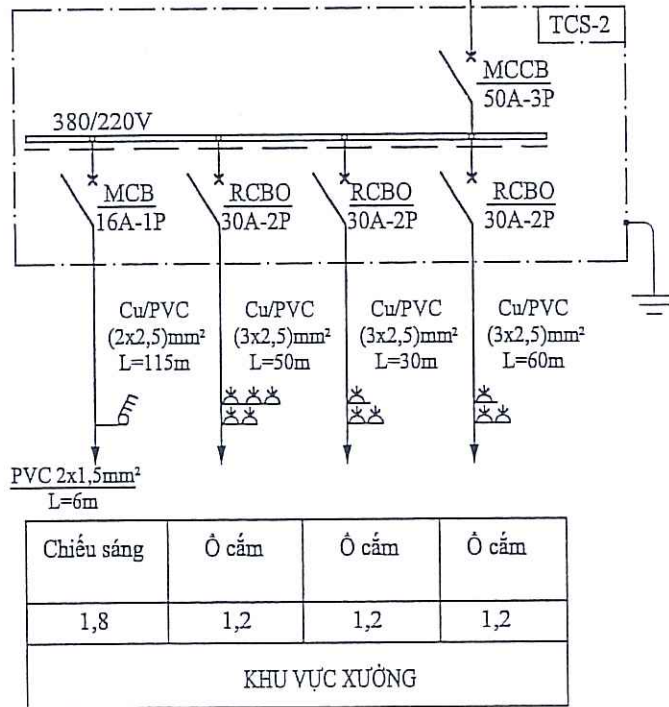 TCS-2
MCCB
50A-3P
380/220V
MCB
16A-1P
RCBO
30A-2P
RCBO
30A-2P
RCBO
30A-2P
Cu/PVC
(2x2,5)mm²
L=115m
Cu/PVC
(3x2,5)mm²
L=50m
Cu/PVC
(3x2,5)mm²
L=30m
Cu/PVC
(3x2,5)mm²
L=60m
PVC 2x1,5mm²
L=6m
Chiếu sáng
Ổ cắm
Ổ cắm
Ổ cắm
1,8
1,2
1,2
1,2
KHU VỰC XƯỞNG